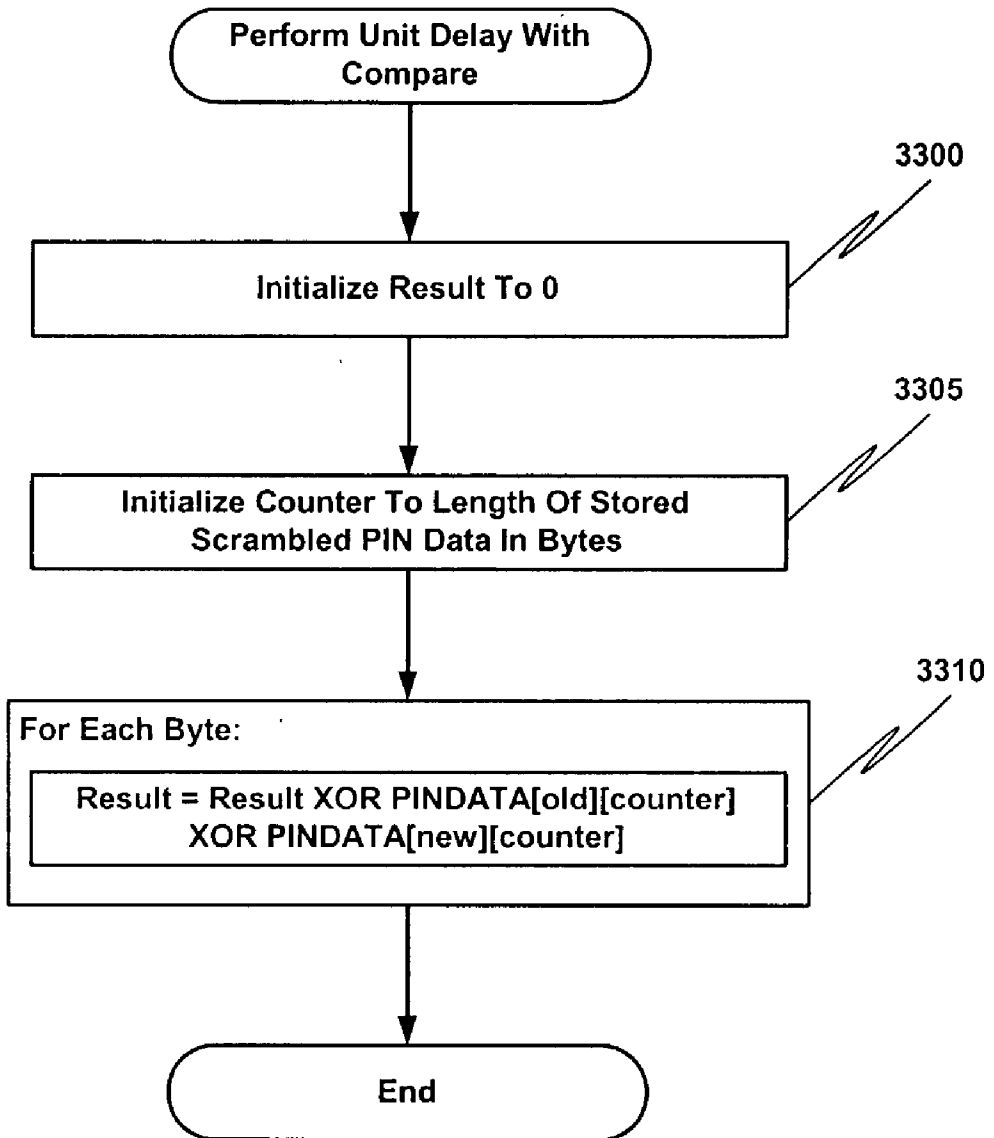 Perform Unit Delay With
Compare
3300
Initialize Result To 0
3305
Initialize Counter To Length Of Stored
Scrambled PIN Data In Bytes
3310
For Each Byte:
Result = Result XOR PINDATA[old][counter]
XOR PINDATA[new][counter]
End